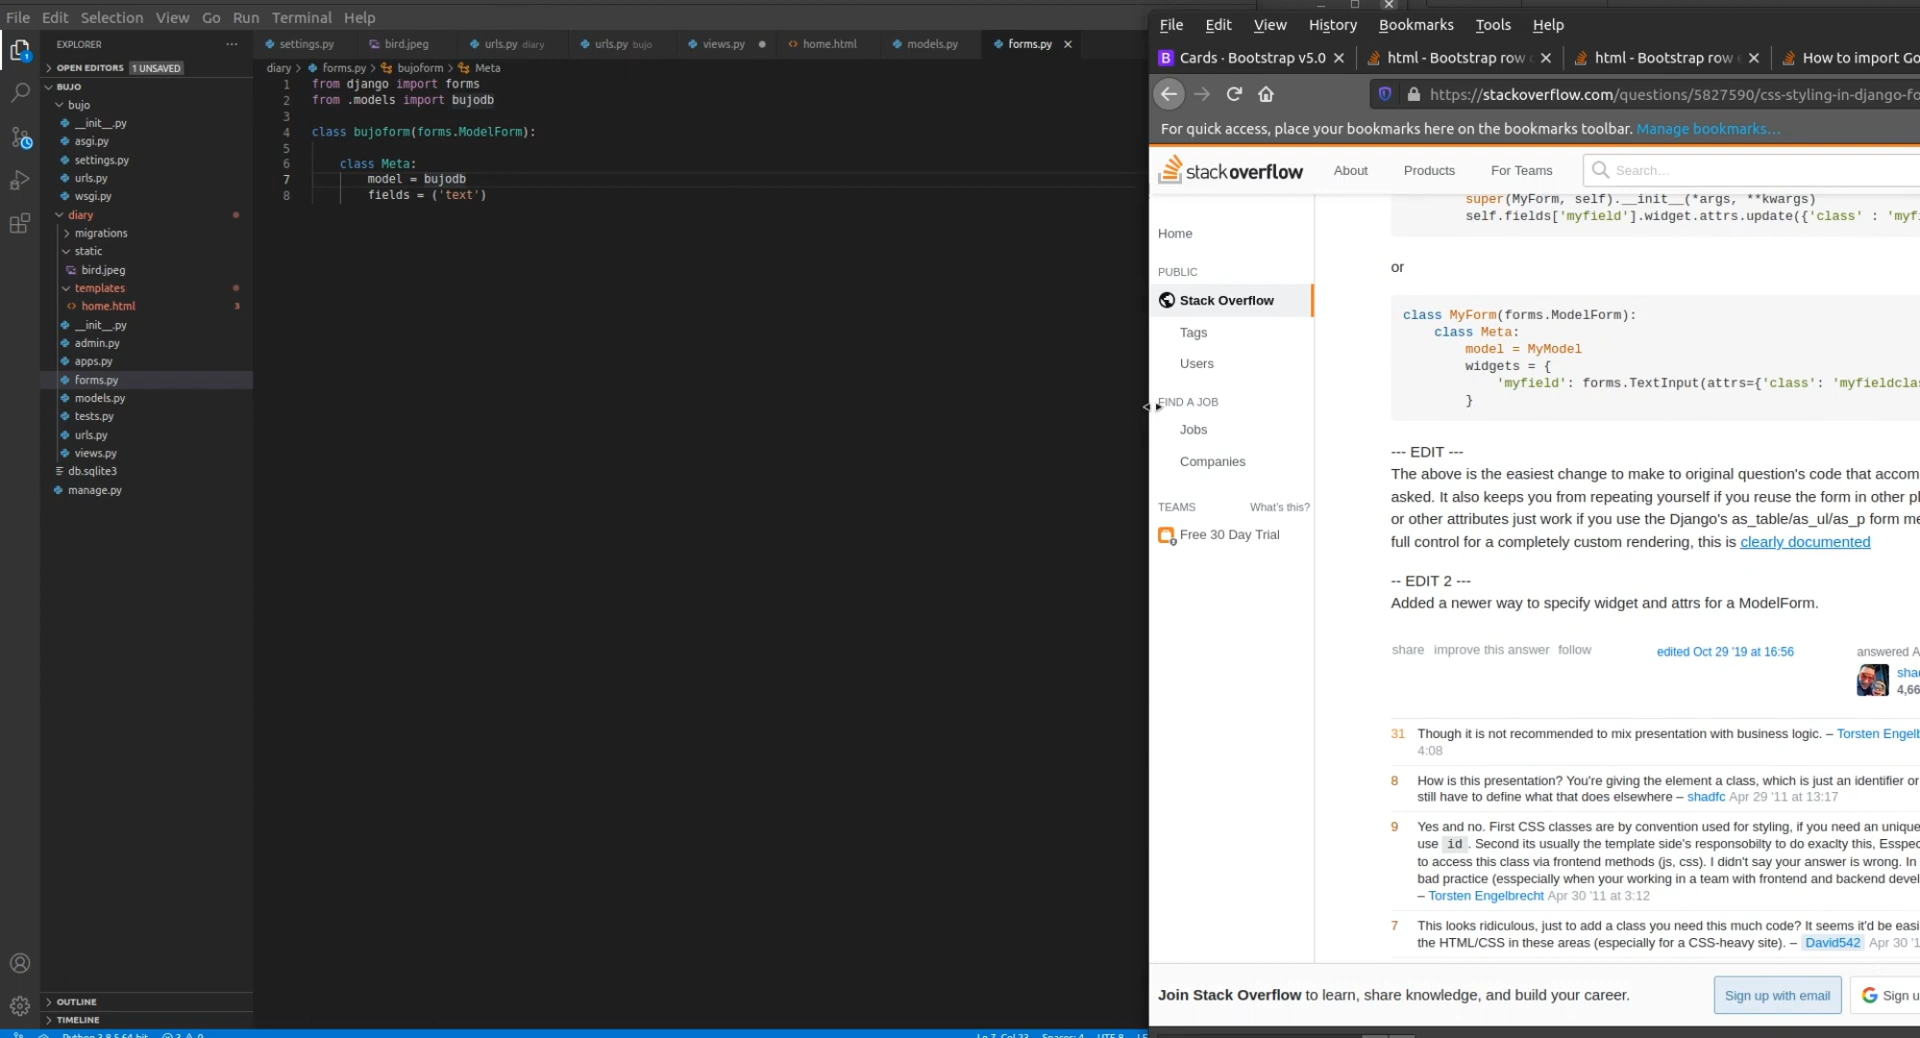 File Edit Selection View Go Run Terminal Help
EXPLORER
OPEN EDITORS 1 UNSAVED
BUJO
bujo
__init__.py
asgi.py
settings.py
urls.py
wsgi.py
diary
migrations
static
bird.jpeg
templates
home.html 3
__init__.py
admin.py
apps.py
forms.py
models.py
tests.py
urls.py
views.py
db.sqlite3
manage.py
OUTLINE
TIMELINE
settings.py bird.jpeg urls.py diary urls.py bujo views.py home.html models.py forms.py
diary > forms.py > bujoform > Meta
1 from django import forms
2 from .models import bujodb
3
4 class bujoform(forms.ModelForm):
5
6 class Meta:
7 model = bujodb
8 fields = ('text')
File Edit View History Bookmarks Tools Help
Cards · Bootstrap v5.0 html - Bootstrap row html - Bootstrap row How to import Go
https://stackoverflow.com/questions/5827590/css-styling-in-django-fo
For quick access, place your bookmarks here on the bookmarks toolbar. Manage bookmarks...
stackoverflow About Products For Teams Search...
Home
PUBLIC
Stack Overflow
Tags
Users
FIND A JOB
Jobs
Companies
TEAMS What's this?
Free 30 Day Trial
super(MyForm, self).__init__(*args, **kwargs)
self.fields['myfield'].widget.attrs.update({'class' : 'myf
or
class MyForm(forms.ModelForm):
class Meta:
model = MyModel
widgets = {
'myfield': forms.TextInput(attrs={'class': 'myfieldclas
}
--- EDIT ---
The above is the easiest change to make to original question's code that accom
asked. It also keeps you from repeating yourself if you reuse the form in other pl
or other attributes just work if you use the Django's as_table/as_ul/as_p form me
full control for a completely custom rendering, this is clearly documented
-- EDIT 2 ---
Added a newer way to specify widget and attrs for a ModelForm.
share improve this answer follow edited Oct 29 '19 at 16:56 answered A
shad
4,66
31 Though it is not recommended to mix presentation with business logic. – Torsten Engelb
4:08
8 How is this presentation? You're giving the element a class, which is just an identifier or
still have to define what that does elsewhere – shadfc Apr 29 '11 at 13:17
9 Yes and no. First CSS classes are by convention used for styling, if you need an unique
use id . Second its usually the template side's responsobilty to do exaclty this, Esspec
to access this class via frontend methods (js, css). I didn't say your answer is wrong. In
bad practice (esspecially when your working in a team with frontend and backend devel
– Torsten Engelbrecht Apr 30 '11 at 3:12
7 This looks ridiculous, just to add a class you need this much code? It seems it'd be easi
the HTML/CSS in these areas (especially for a CSS-heavy site). – David542 Apr 30 '1
Join Stack Overflow to learn, share knowledge, and build your career. Sign up with email Sign u